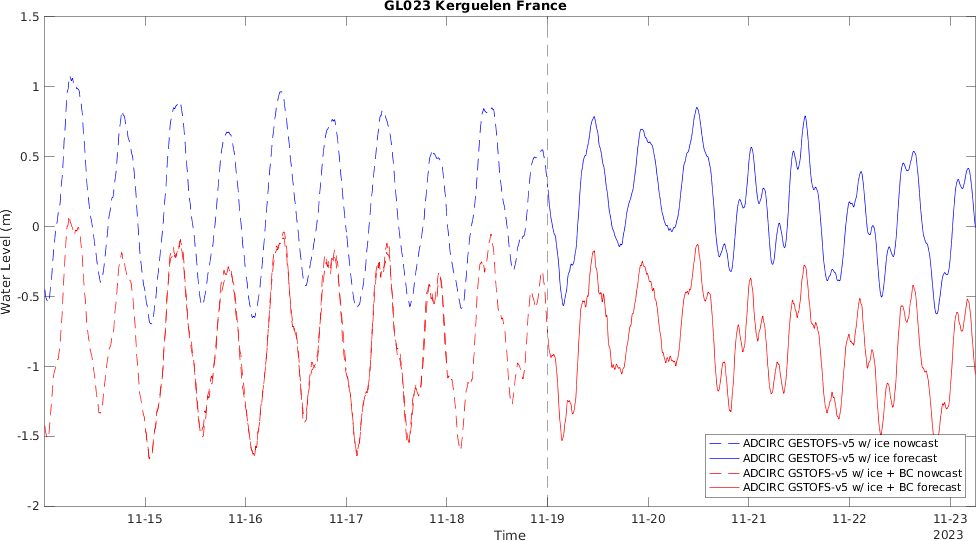 GL023 Kerguelen France
1.5
1
0.5
0
-0.5
-1
-1.5
-2
Water Level (m)
11-15
11-16
11-17
11-18
11-19
11-20
11-21
11-22
11-23
2023
Time
ADCIRC GESTOFS-v5 w/ ice nowcast
ADCIRC GESTOFS-v5 w/ ice forecast
ADCIRC GSTOFS-v5 w/ ice + BC nowcast
ADCIRC GSTOFS-v5 w/ ice + BC forecast